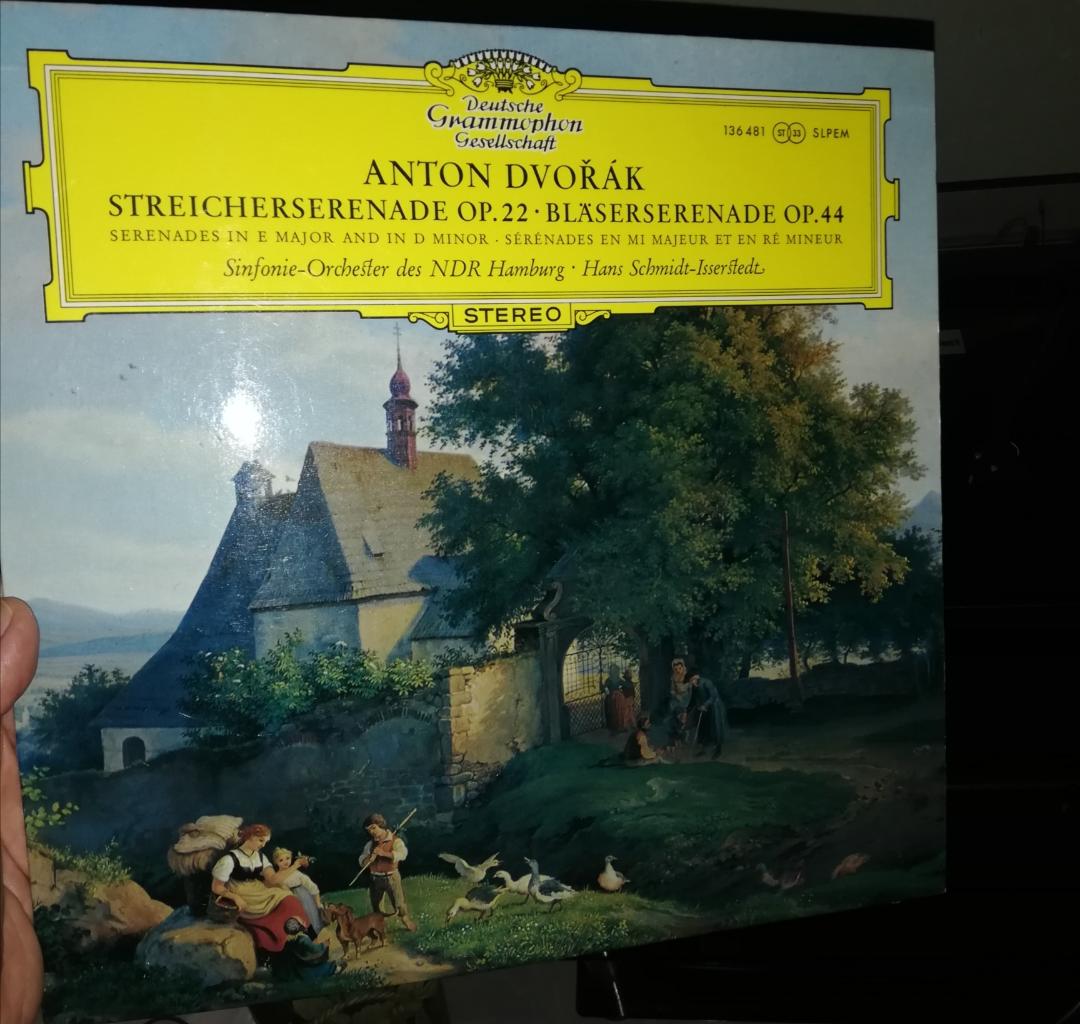 Deutsche
Grammophon
Gesellschaft
136 481 ST 33 SLPEM
ANTON DVOŘÁK
STREICHERSERENADE OP. 22 · BLÄSERSERENADE OP. 44
SERENADES IN E MAJOR AND IN D MINOR · SÉRÉNADES EN MI MAJEUR ET EN RÉ MINEUR
Sinfonie-Orchester des NDR Hamburg · Hans Schmidt-Isserstedt
STEREO